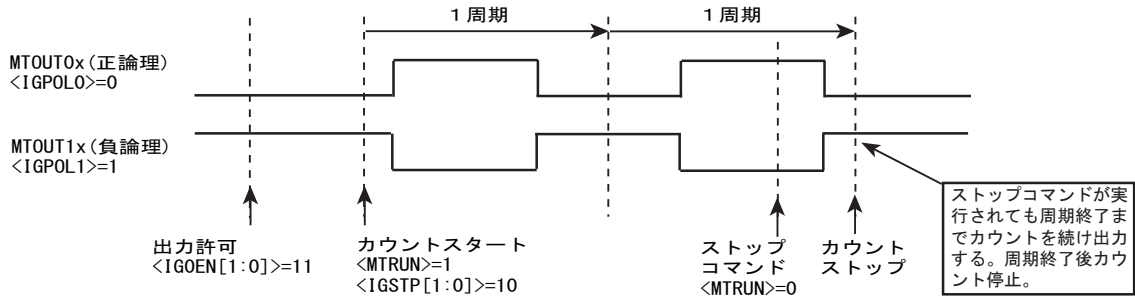 1周期
1周期
MTOUT0x(正論理)
<IGPOL0>=0
MTOUT1x(負論理)
<IGPOL1>=1
出力許可
<IGOEN[1:0]>=11
カウントスタート
<MTRUN>=1
<IGSTP[1:0]>=10
ストップ
コマンド
<MTRUN>=0
カウント
ストップ
ストップコマンドが実
行されても周期終了ま
でカウントを続け出力
する。周期終了後カウ
ント停止。